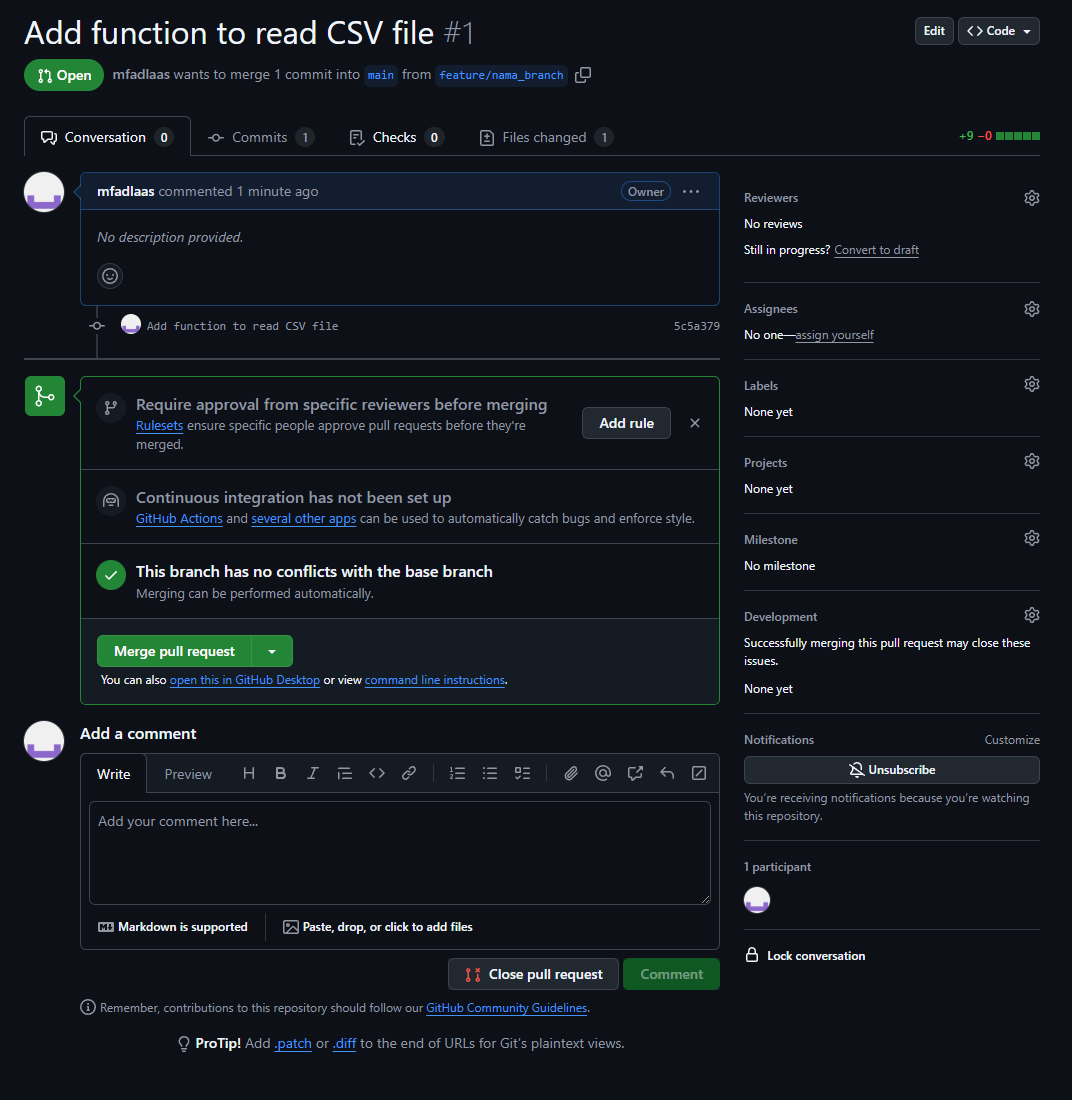 Add function to read CSV file #1
Edit
Code
Open
mfadlaas wants to merge 1 commit into main from feature/nama_branch
Conversation 0
Commits 1
Checks 0
Files changed 1
+9 −0
mfadlaas commented 1 minute ago
Owner
No description provided.
Add function to read CSV file
5c5a379
Require approval from specific reviewers before merging
Rulesets ensure specific people approve pull requests before they're
merged.
Add rule
Continuous integration has not been set up
GitHub Actions and several other apps can be used to automatically catch bugs and enforce style.
This branch has no conflicts with the base branch
Merging can be performed automatically.
Merge pull request
You can also open this in GitHub Desktop or view command line instructions.
Add a comment
Write
Preview
H B I
Add your comment here...
Markdown is supported
Paste, drop, or click to add files
Close pull request
Comment
Remember, contributions to this repository should follow our GitHub Community Guidelines.
ProTip! Add .patch or .diff to the end of URLs for Git's plaintext views.
Reviewers
No reviews
Still in progress? Convert to draft
Assignees
No one—assign yourself
Labels
None yet
Projects
None yet
Milestone
No milestone
Development
Successfully merging this pull request may close these
issues.
None yet
Notifications
Customize
Unsubscribe
You're receiving notifications because you're watching
this repository.
1 participant
Lock conversation